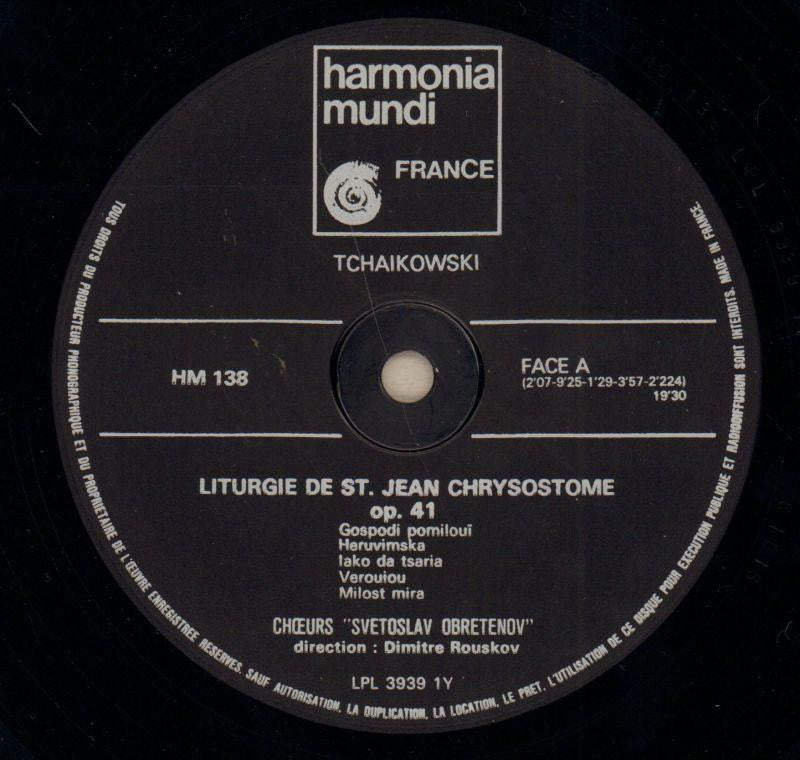 harmonia
mundi
FRANCE
TCHAIKOWSKI
HM 138
FACE A
(2'07-9'25-1'29-3'57-2'224)
19'30
LITURGIE DE ST. JEAN CHRYSOSTOME
op. 41
Gospodi pomilouï
Heruvimska
Iako da tsaria
Verouiou
Milost mira
CHŒURS "SVETOSLAV OBRETENOV"
direction : Dimitre Rouskov
LPL 3939 1Y
TOUS DROITS DU PRODUCTEUR PHONOGRAPHIQUE ET DU PROPRIETAIRE DE L'ŒUVRE ENREGISTREE RESERVES. SAUF AUTORISATION, LA DUPLICATION, LA LOCATION, LE PRET, L'UTILISATION DE CE DISQUE POUR EXECUTION PUBLIQUE ET RADIODIFFUSION SONT INTERDITS. MADE IN FRANCE.